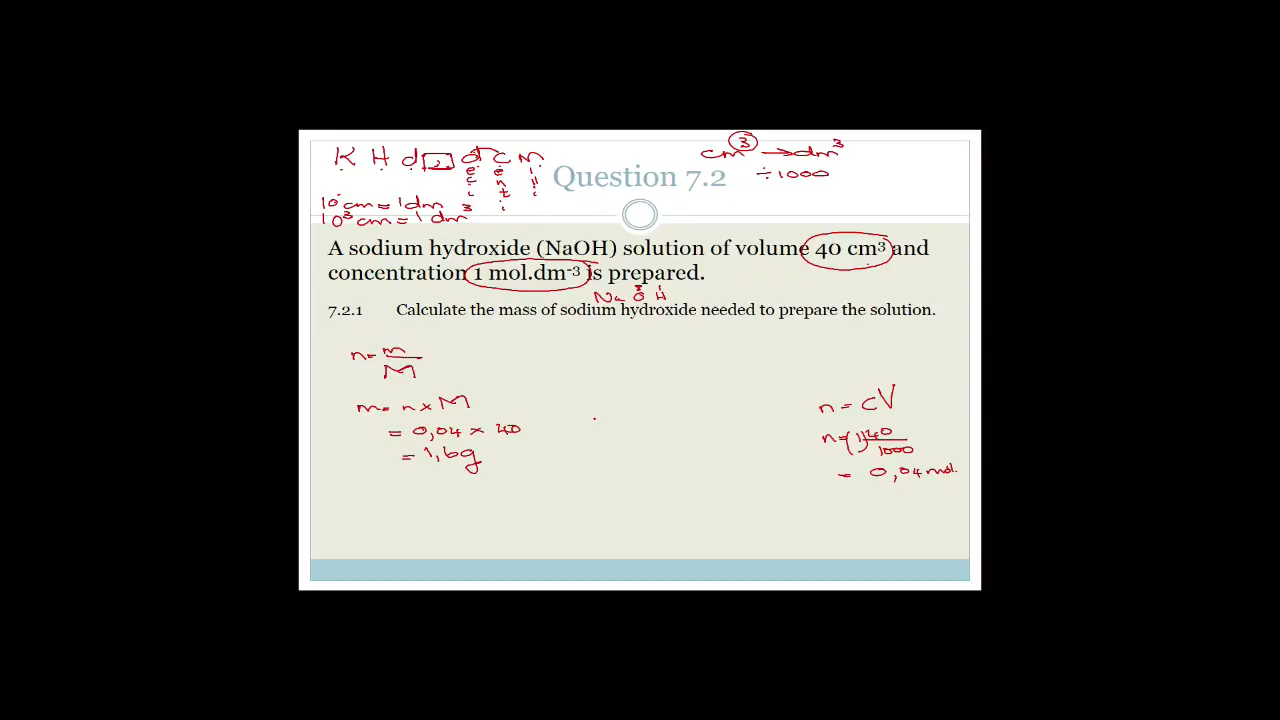 K H d , d c m
eci enti illi
cm³ → dm³
÷1000
Question 7.2
10 cm = 1 dm
10³ cm = 1 dm³
A sodium hydroxide (NaOH) solution of volume 40 cm³ and
concentration 1 mol.dm⁻³ is prepared.
Na O H
7.2.1 Calculate the mass of sodium hydroxide needed to prepare the solution.
n = m/M
m = n × M
= 0,04 × 40
= 1,6g
n = cV
n = (1)40/1000
= 0,04 mol.